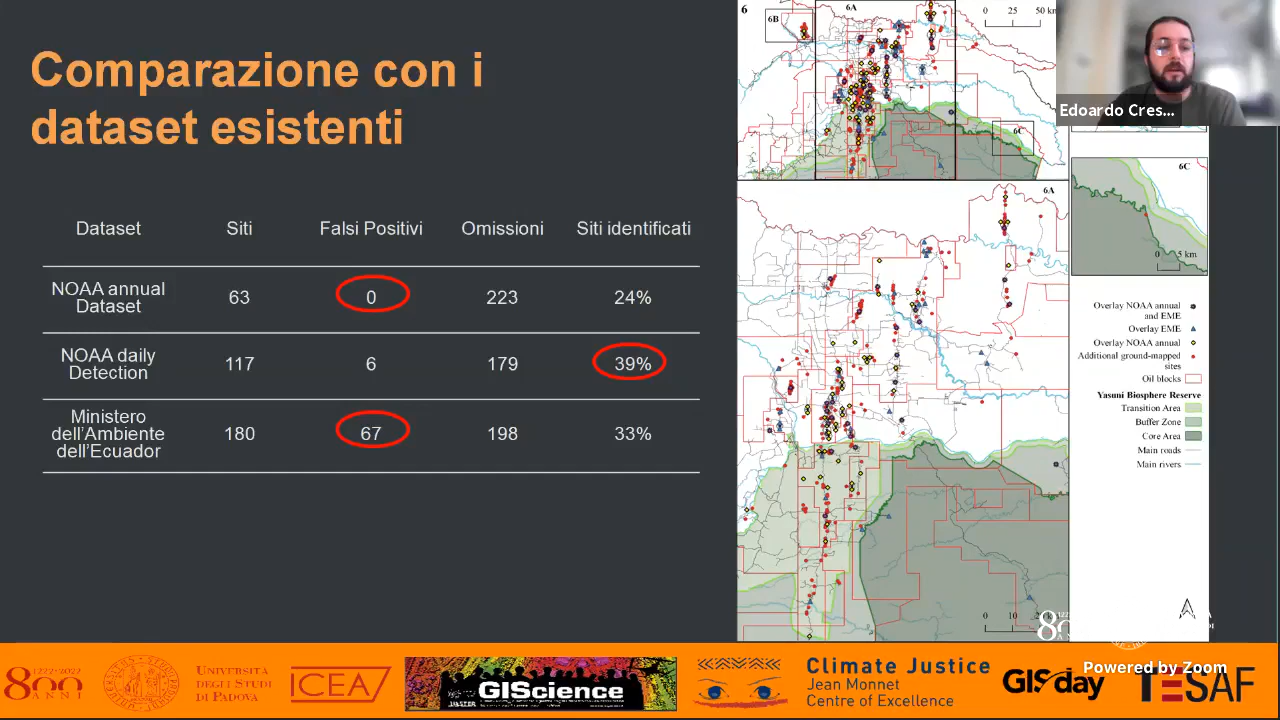 Comparazione con i
dataset esistenti
Dataset
Siti
Falsi Positivi
Omissioni
Siti identificati
NOAA annual
Dataset
63
0
223
24%
NOAA daily
Detection
117
6
179
39%
Ministero
dell'Ambiente
dell'Ecuador
180
67
198
33%
6
6B
6A
0 25 50 km
6C
Edoardo Cres...
6A
0 10
6C
0 5 km
Overlay NOAA annual
and EME
Overlay EME
Overlay NOAA annual
Additional ground-mapped
sites
Oil blocks
Yasuni Biosphere Reserve
Transition Area
Buffer Zone
Core Area
Main roads
Main rivers
1222·2022
800
ANNI
UNIVERSITÀ
DEGLI STUDI
DI PADOVA
ICEA
GIScience
MASTER
Climate Justice
Jean Monnet
Centre of Excellence
GISday
Powered by Zoom
TESAF